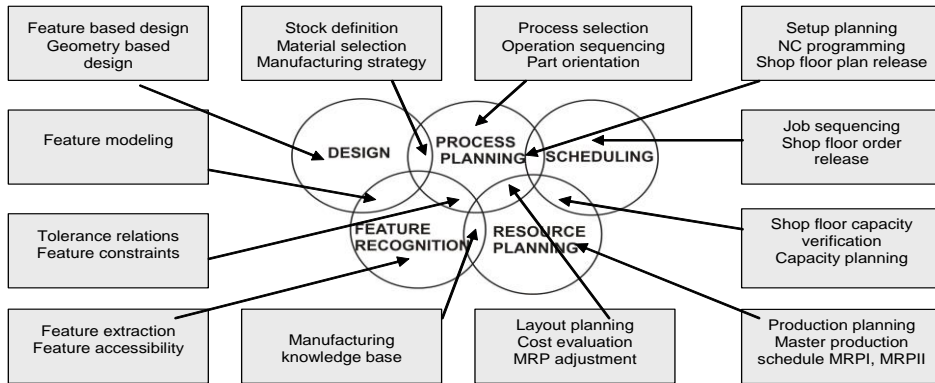 Feature based design
Geometry based
design
Stock definition
Material selection
Manufacturing strategy
Process selection
Operation sequencing
Part orientation
Setup planning
NC programming
Shop floor plan release
Feature modeling
DESIGN
PROCESS
PLANNING
SCHEDULING
Job sequencing
Shop floor order
release
Tolerance relations
Feature constraints
FEATURE
RECOGNITION
RESOURCE
PLANNING
Shop floor capacity
verification
Capacity planning
Feature extraction
Feature accessibility
Manufacturing
knowledge base
Layout planning
Cost evaluation
MRP adjustment
Production planning
Master production
schedule MRPI, MRPII